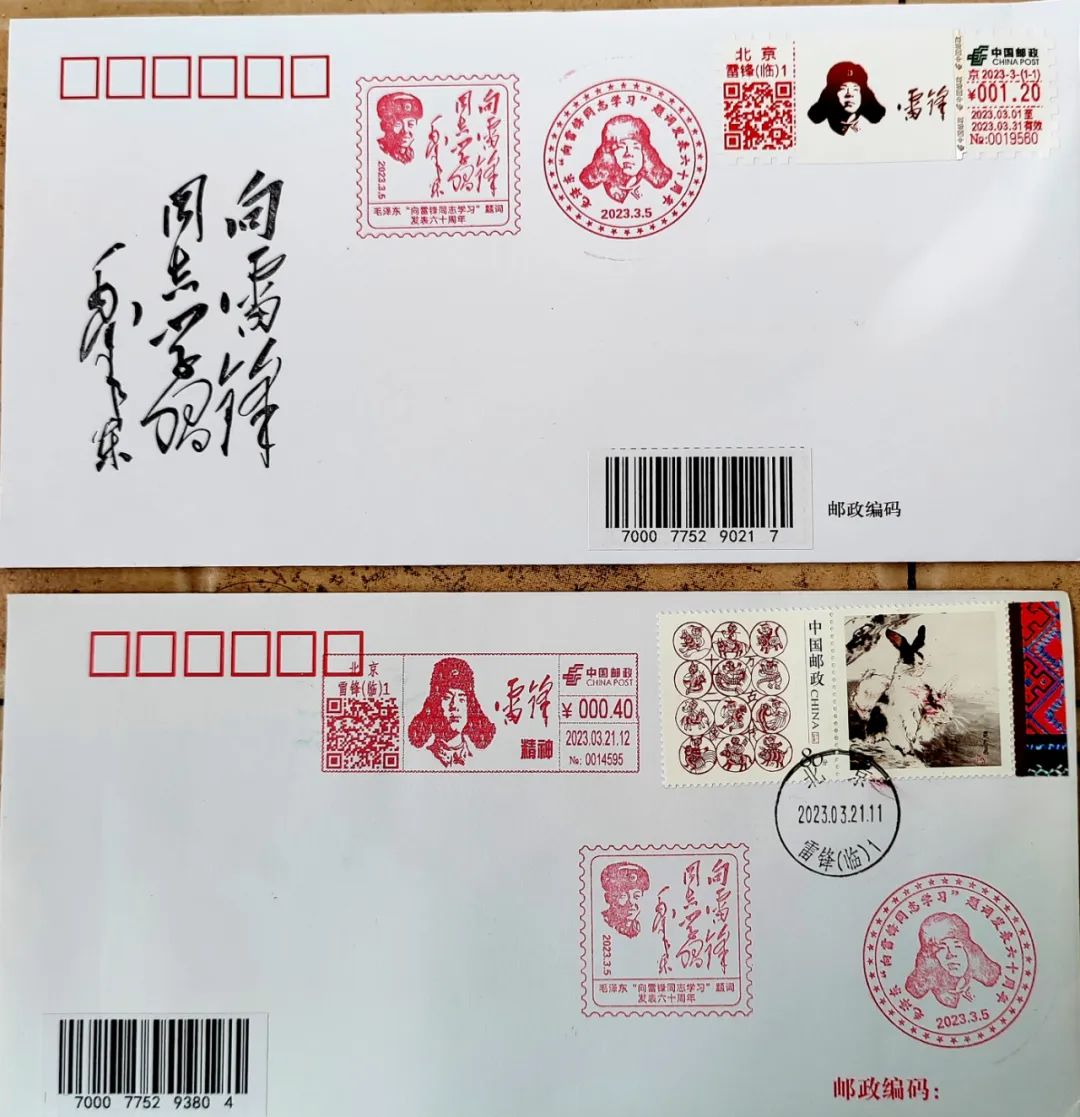 北京
雷锋(临)1
雷锋
中国邮政
CHINA POST
京 2023-3-(1-1)
¥001.20
2023.03.01 至
2023.03.31 有效
№:0019560
向雷锋
同志学习
毛泽东
2023.3.5
毛泽东“向雷锋同志学习”题词
发表六十周年
毛泽东“向雷锋同志学习”题词发表六十周年
2023.3.5
向雷锋
同志学习
毛泽东
7000 7752 9021 7
邮政编码
北京
雷锋(临)1
雷锋
精神
中国邮政
CHINA POST
¥ 000.40
2023.03.21.12
№: 0014595
中国邮政 CHINA
北京
2023.03.21.11
雷锋(临)1
向雷锋
同志学习
毛泽东
2023.3.5
毛泽东“向雷锋同志学习”题词
发表六十周年
毛泽东“向雷锋同志学习”题词发表六十周年
2023.3.5
7000 7752 9380 4
邮政编码: